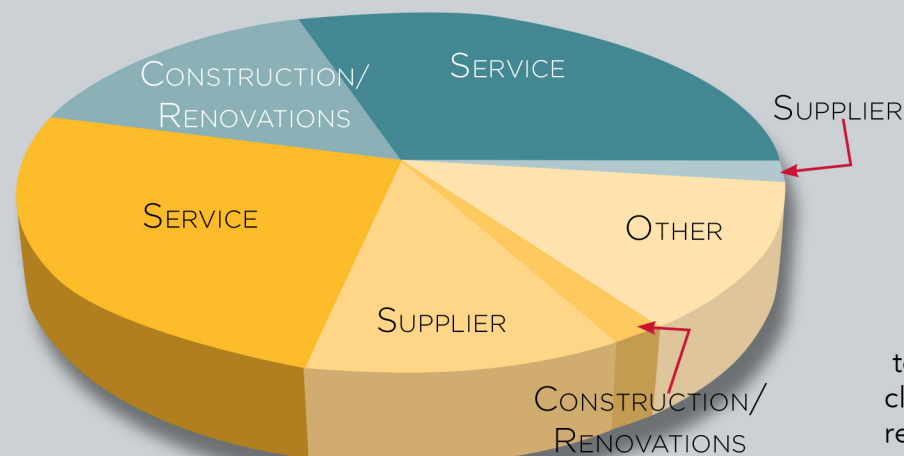 Construction/
Renovations
Service
Supplier
Service
Other
Supplier
Construction/
Renovations